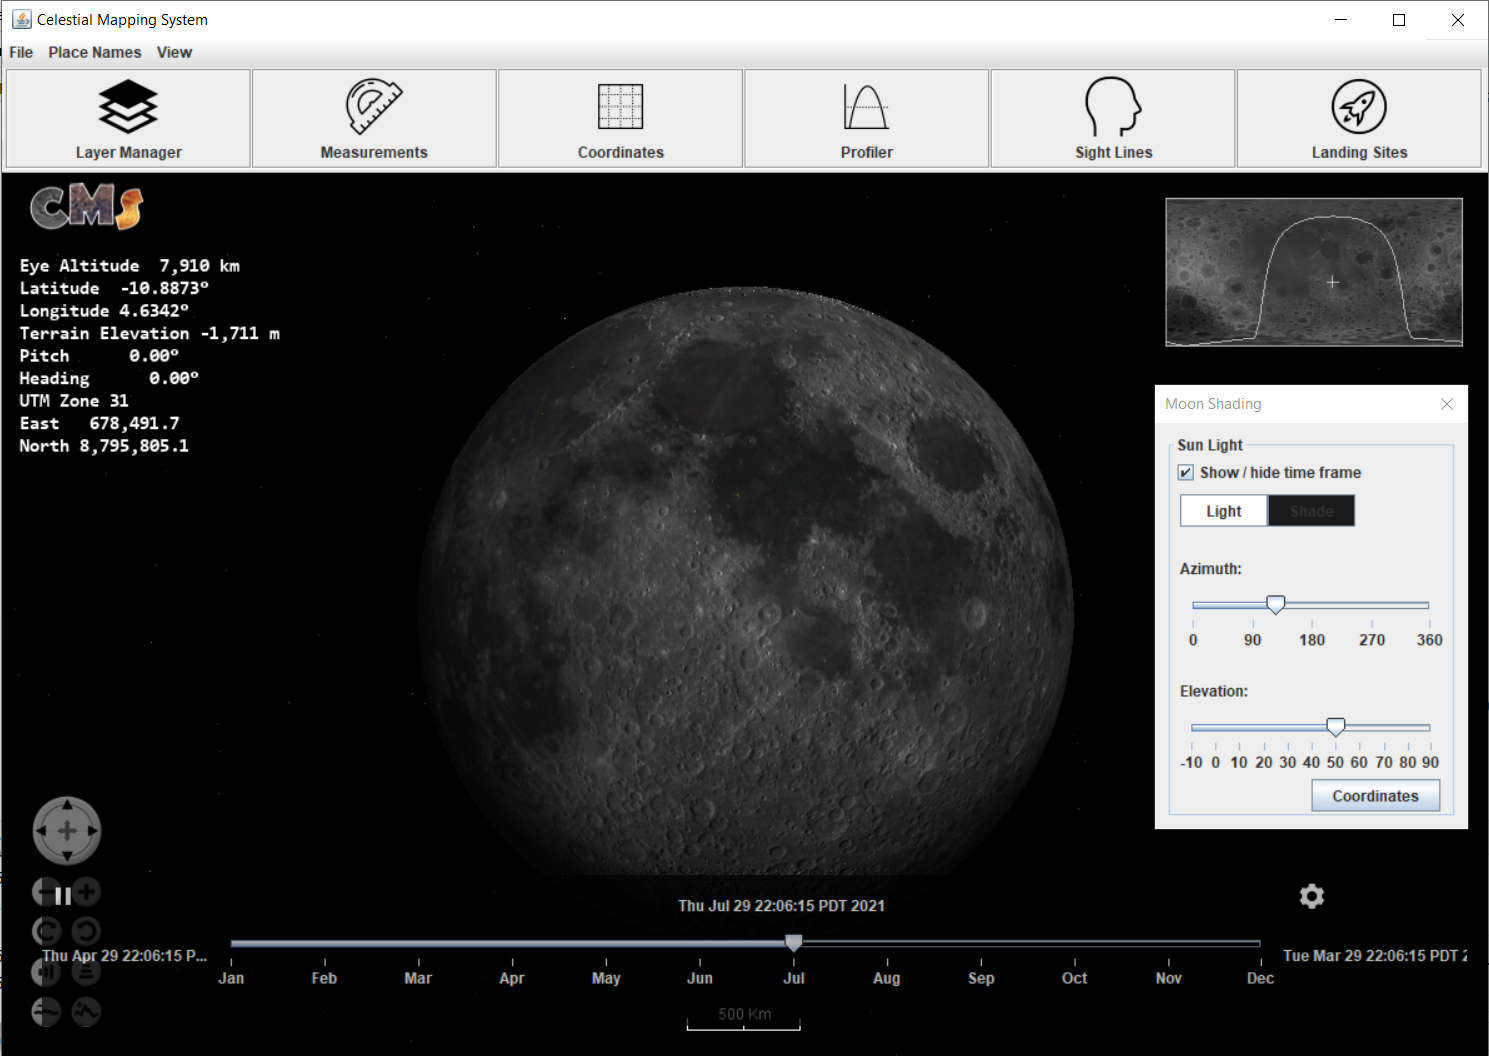 Celestial Mapping System
File Place Names View
Layer Manager Measurements Coordinates Profiler Sight Lines Landing Sites
CMS
Eye Altitude 7,910 km
Latitude -10.8873°
Longitude 4.6342°
Terrain Elevation -1,711 m
Pitch 0.00°
Heading 0.00°
UTM Zone 31
East 678,491.7
North 8,795,805.1
Moon Shading
Sun Light
Show / hide time frame
Light Shade
Azimuth:
0 90 180 270 360
Elevation:
-10 0 10 20 30 40 50 60 70 80 90
Coordinates
Thu Jul 29 22:06:15 PDT 2021
Thu Apr 29 22:06:15 P...
Tue Mar 29 22:06:15 PDT 2
Jan Feb Mar Apr May Jun Jul Aug Sep Oct Nov Dec
500 Km